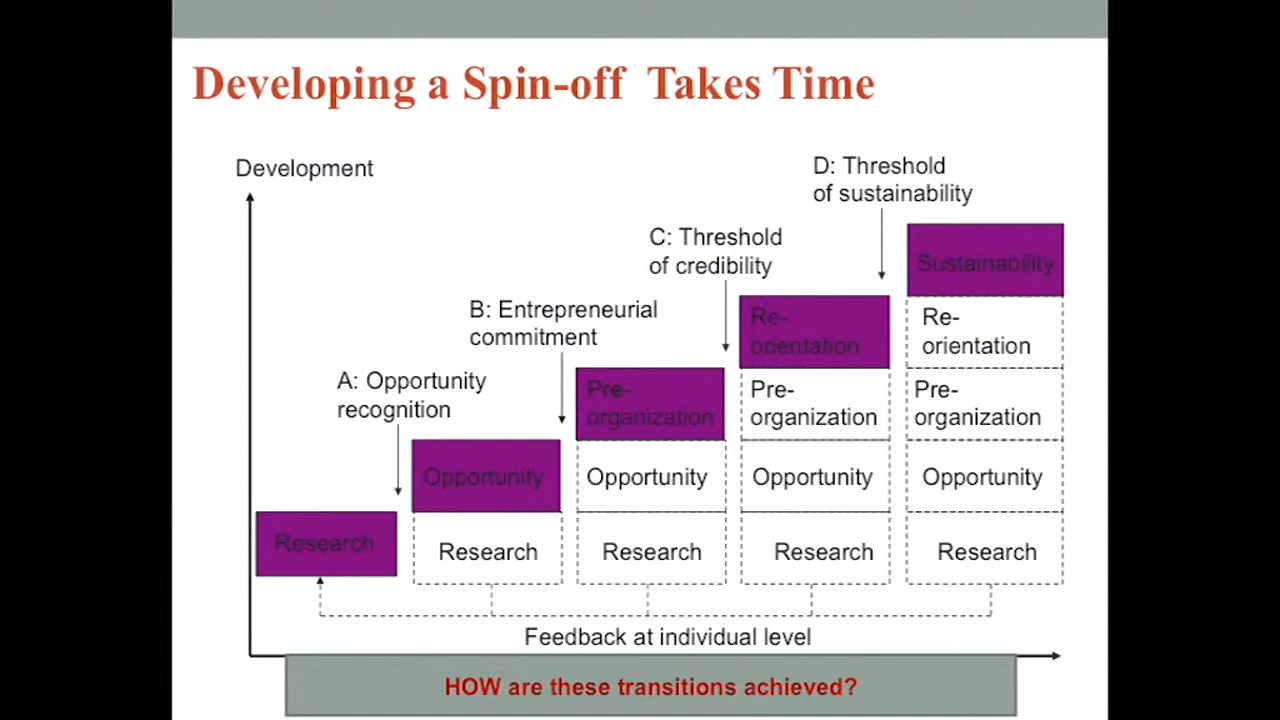 Developing a Spin-off Takes Time
Development
D: Threshold
of sustainability
C: Threshold
of credibility
Sustainability
B: Entrepreneurial
commitment
Re-
orientation
Re-
orientation
A: Opportunity
recognition
Pre-
organization
Pre-
organization
Pre-
organization
Opportunity
Opportunity
Opportunity
Opportunity
Research
Research
Research
Research
Research
Feedback at individual level
HOW are these transitions achieved?